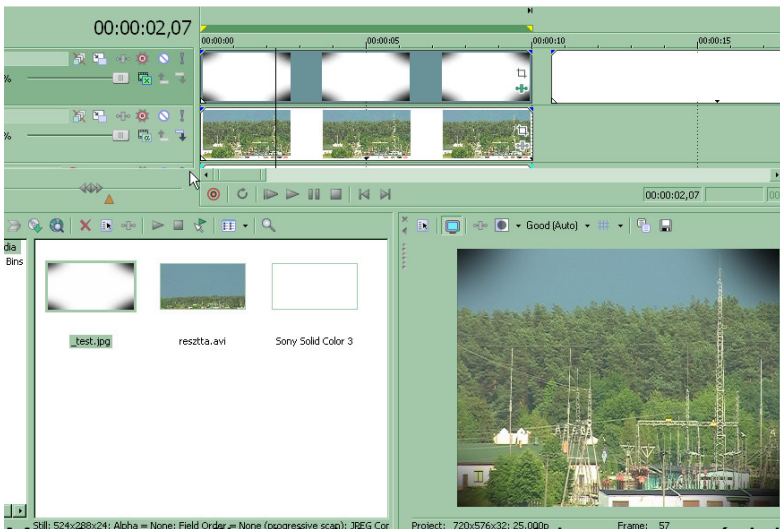 00:00:02,07
00:00:00 00:00:05 00:00:10 00:00:15
%
%
00:00:02,07
Good (Auto)
dia
Bins
_test.jpg resztta.avi Sony Solid Color 3
Still: 524x288x24; Alpha = None; Field Order = None (progressive scan); JPEG Cor
Project: 720x576x32; 25,000p Frame: 57